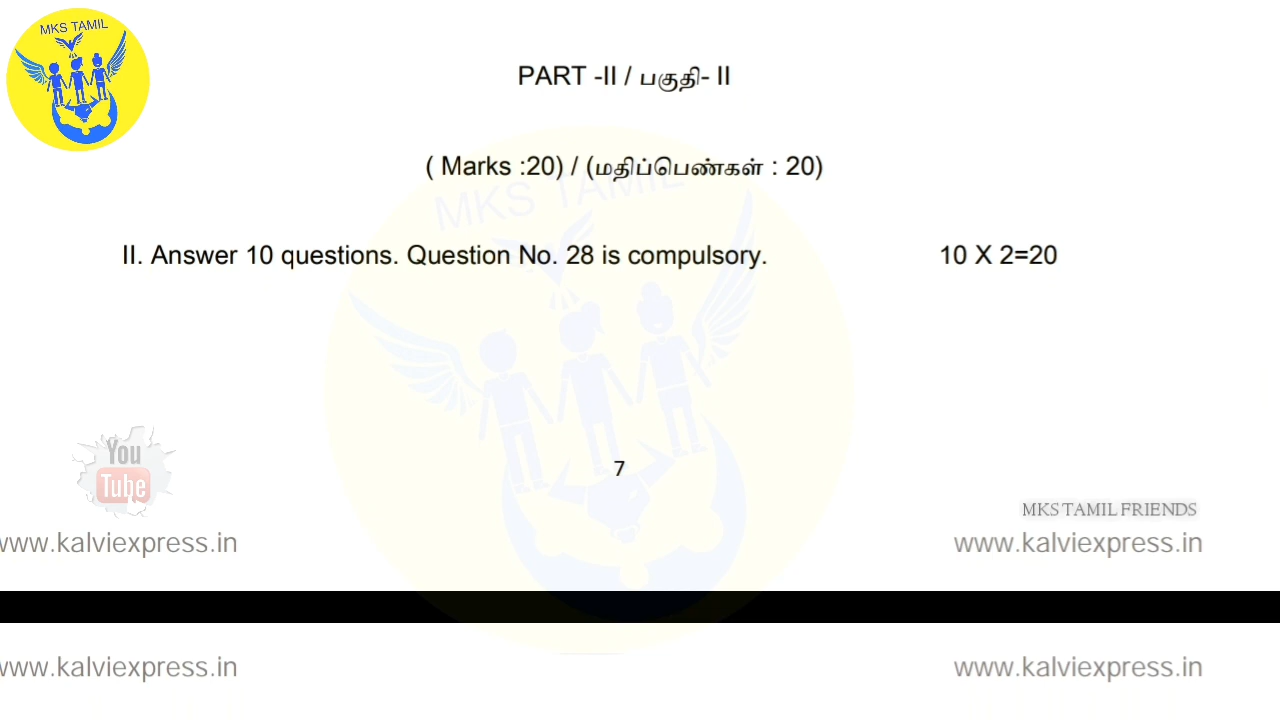 MKS TAMIL
PART -II / பகுதி- II
( Marks :20) / (மதிப்பெண்கள் : 20)
MKS TAMIL
II. Answer 10 questions. Question No. 28 is compulsory. 10 X 2=20
You
Tube
7
MKS TAMIL FRIENDS
www.kalviexpress.in www.kalviexpress.in
www.kalviexpress.in www.kalviexpress.in